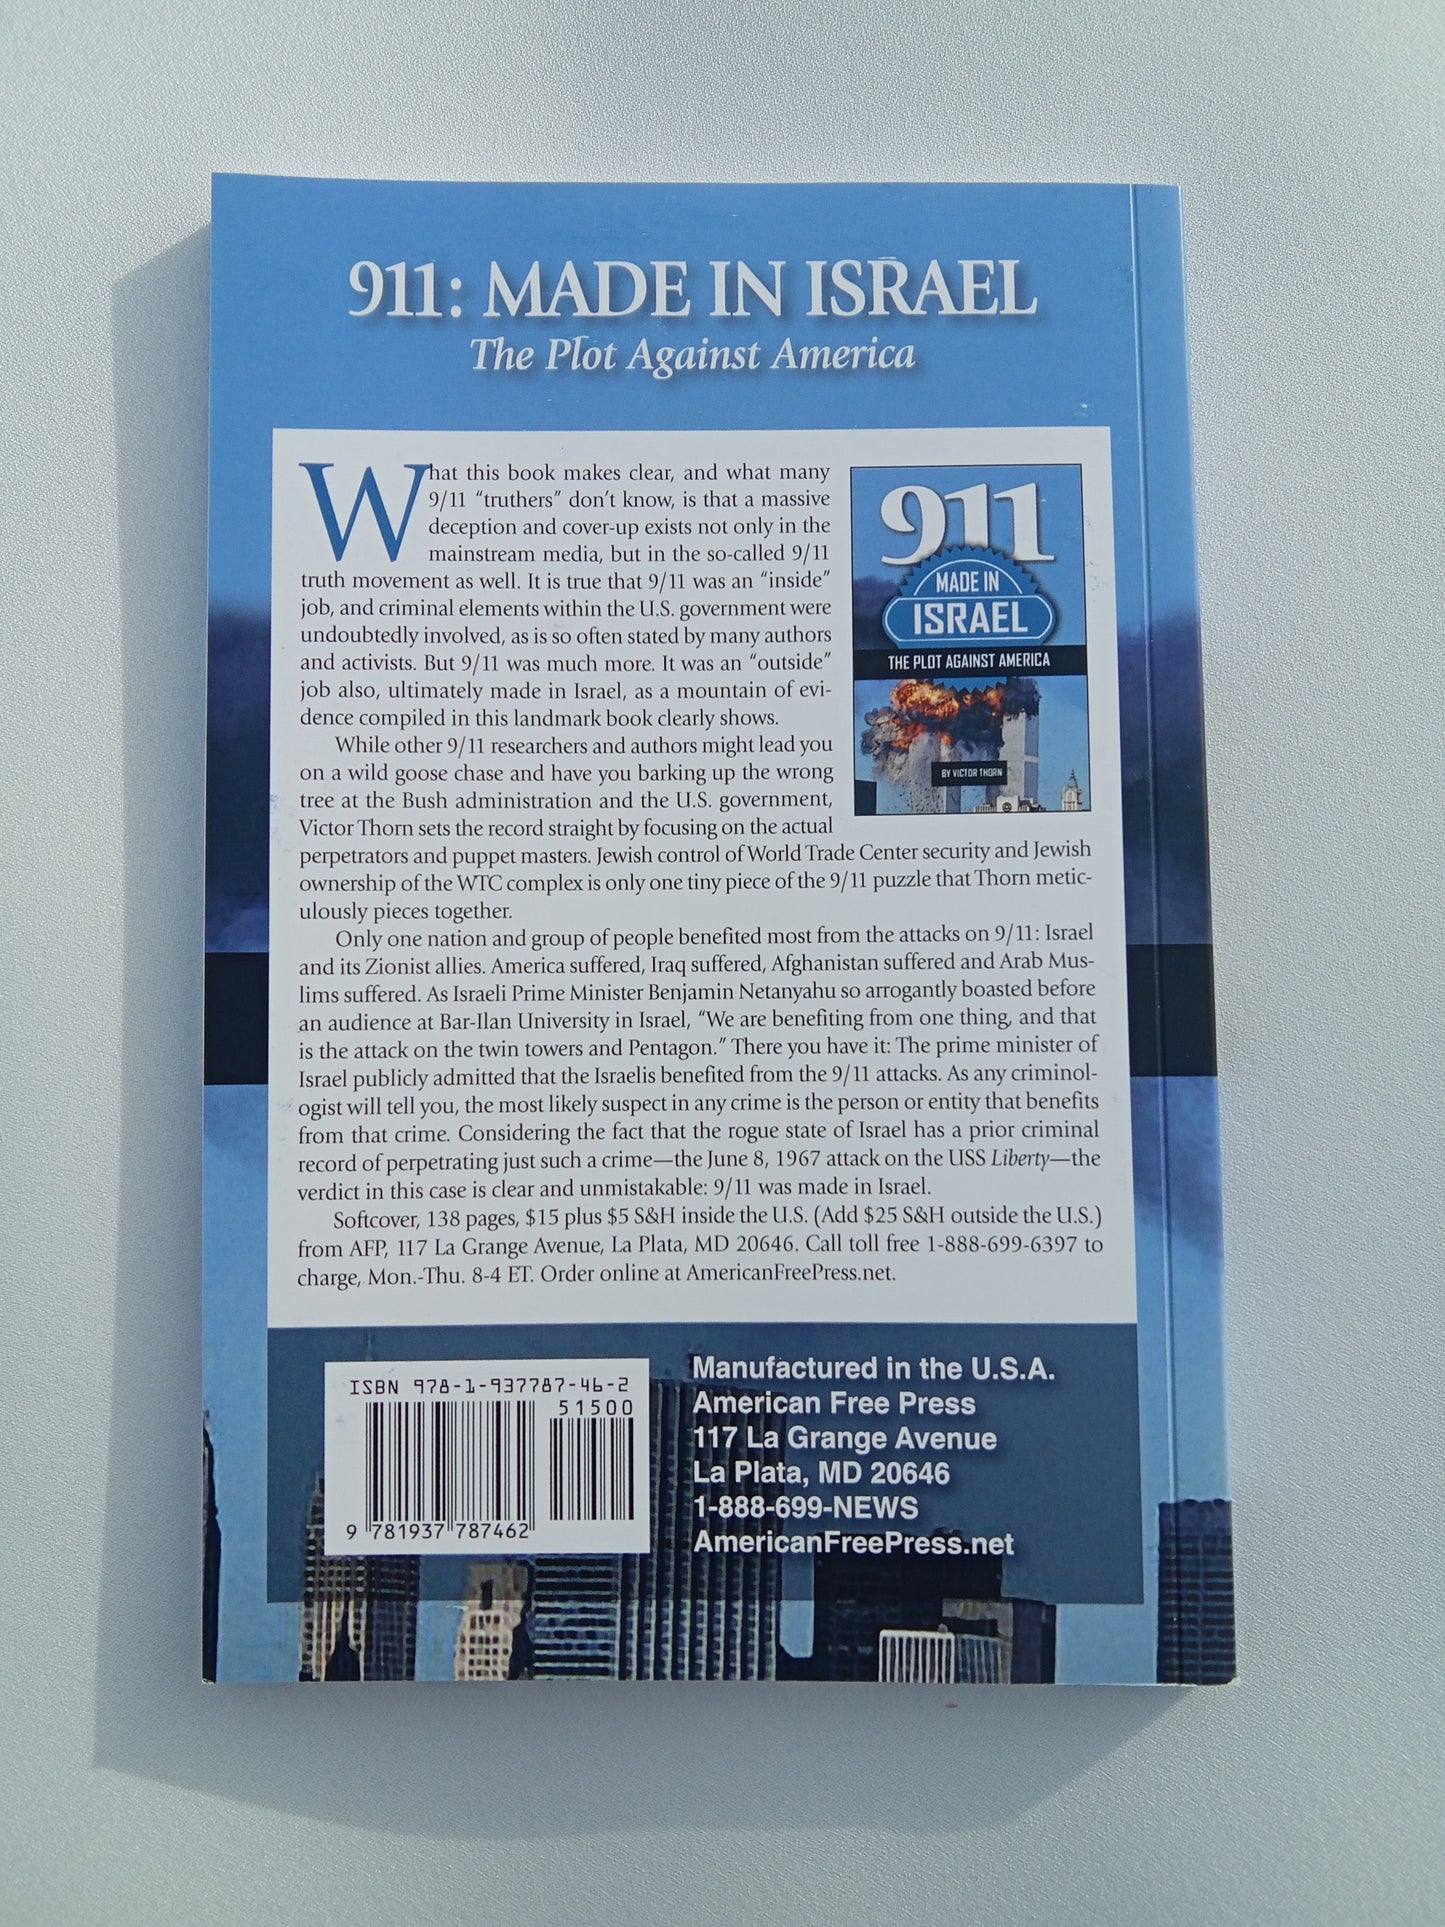 911: MADE IN ISRAEL
The Plot Against America
What this book makes clear, and what many
9/11 “truthers” don’t know, is that a massive
deception and cover-up exists not only in the
mainstream media, but in the so-called 9/11
truth movement as well. It is true that 9/11 was an “inside”
job, and criminal elements within the U.S. government were
undoubtedly involved, as is so often stated by many authors
and activists. But 9/11 was much more. It was an “outside”
job also, ultimately made in Israel, as a mountain of evi-
dence compiled in this landmark book clearly shows.
While other 9/11 researchers and authors might lead you
on a wild goose chase and have you barking up the wrong
tree at the Bush administration and the U.S. government,
Victor Thorn sets the record straight by focusing on the actual
perpetrators and puppet masters. Jewish control of World Trade Center security and Jewish
ownership of the WTC complex is only one tiny piece of the 9/11 puzzle that Thorn metic-
ulously pieces together.
Only one nation and group of people benefited most from the attacks on 9/11: Israel
and its Zionist allies. America suffered, Iraq suffered, Afghanistan suffered and Arab Mus-
lims suffered. As Israeli Prime Minister Benjamin Netanyahu so arrogantly boasted before
an audience at Bar-Ilan University in Israel, “We are benefiting from one thing, and that
is the attack on the twin towers and Pentagon.” There you have it: The prime minister of
Israel publicly admitted that the Israelis benefited from the 9/11 attacks. As any criminol-
ogist will tell you, the most likely suspect in any crime is the person or entity that benefits
from that crime. Considering the fact that the rogue state of Israel has a prior criminal
record of perpetrating just such a crime—the June 8, 1967 attack on the USS Liberty—the
verdict in this case is clear and unmistakable: 9/11 was made in Israel.
Softcover, 138 pages, $15 plus $5 S&H inside the U.S. (Add $25 S&H outside the U.S.)
from AFP, 117 La Grange Avenue, La Plata, MD 20646. Call toll free 1-888-699-6397 to
charge, Mon.-Thu. 8-4 ET. Order online at AmericanFreePress.net.
911
MADE IN
ISRAEL
THE PLOT AGAINST AMERICA
BY VICTOR THORN
ISBN 978-1-937787-46-2
51500
9 781937 787462
Manufactured in the U.S.A.
American Free Press
117 La Grange Avenue
La Plata, MD 20646
1-888-699-NEWS
AmericanFreePress.net